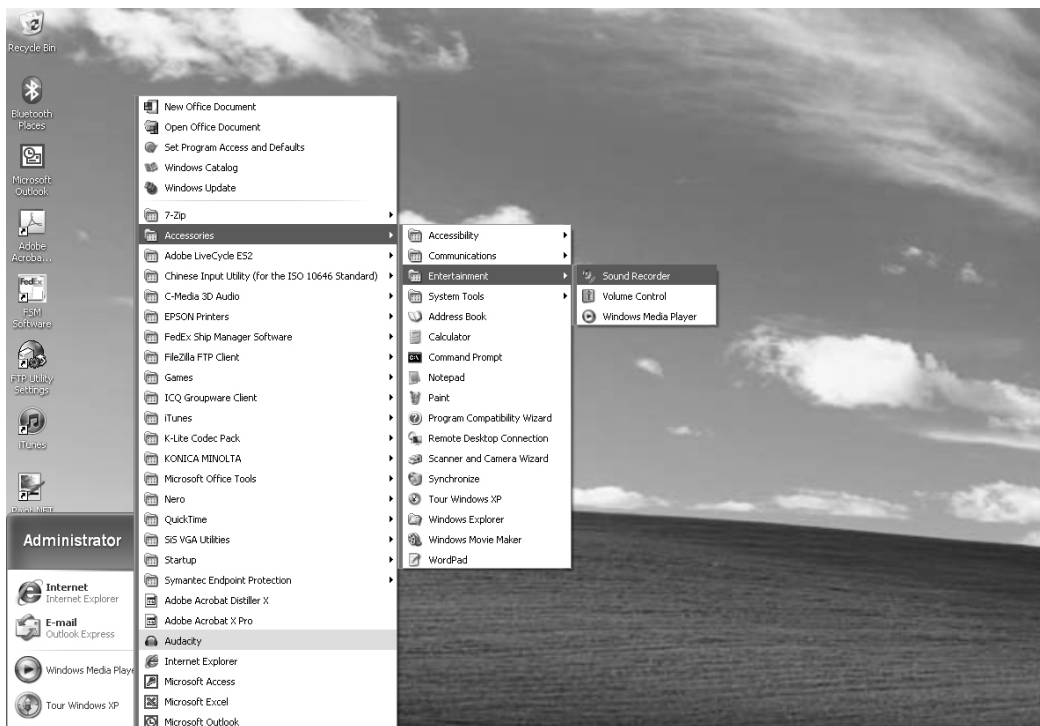 Recycle Bin
Bluetooth
Places
Microsoft
Outlook
Adobe
Acroba...
FedEx
FSM
Software
FTP Utility
Settings
iTunes
Administrator
Internet
Internet Explorer
E-mail
Outlook Express
Windows Media Playe
Tour Windows XP
New Office Document
Open Office Document
Set Program Access and Defaults
Windows Catalog
Windows Update
7-Zip
Accessories
Adobe LiveCycle ES2
Chinese Input Utility (for the ISO 10646 Standard)
C-Media 3D Audio
EPSON Printers
FedEx Ship Manager Software
FileZilla FTP Client
Games
ICQ Groupware Client
iTunes
K-Lite Codec Pack
KONICA MINOLTA
Microsoft Office Tools
Nero
QuickTime
SiS VGA Utilities
Startup
Symantec Endpoint Protection
Adobe Acrobat Distiller X
Adobe Acrobat X Pro
Audacity
Internet Explorer
Microsoft Access
Microsoft Excel
Microsoft Outlook
Accessibility
Communications
Entertainment
System Tools
Address Book
Calculator
Command Prompt
Notepad
Paint
Program Compatibility Wizard
Remote Desktop Connection
Scanner and Camera Wizard
Synchronize
Tour Windows XP
Windows Explorer
Windows Movie Maker
WordPad
Sound Recorder
Volume Control
Windows Media Player